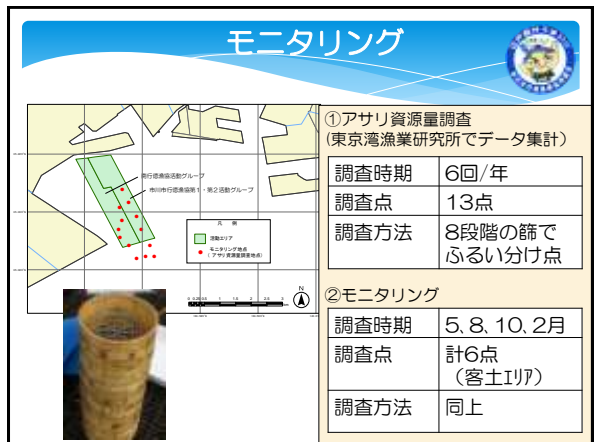 モニタリング
南行徳漁協活動グループ
市川市行徳漁協第1・第2活動グループ
凡 例
活動エリア
モニタリング地点
(アサリ資源量調査地点)
N
①アサリ資源量調査
(東京湾漁業研究所でデータ集計)
調査時期 6回/年
調査点 13点
調査方法 8段階の篩で
ふるい分け点
②モニタリング
調査時期 5、8、10、2月
調査点 計6点
(客土エリア)
調査方法 同上